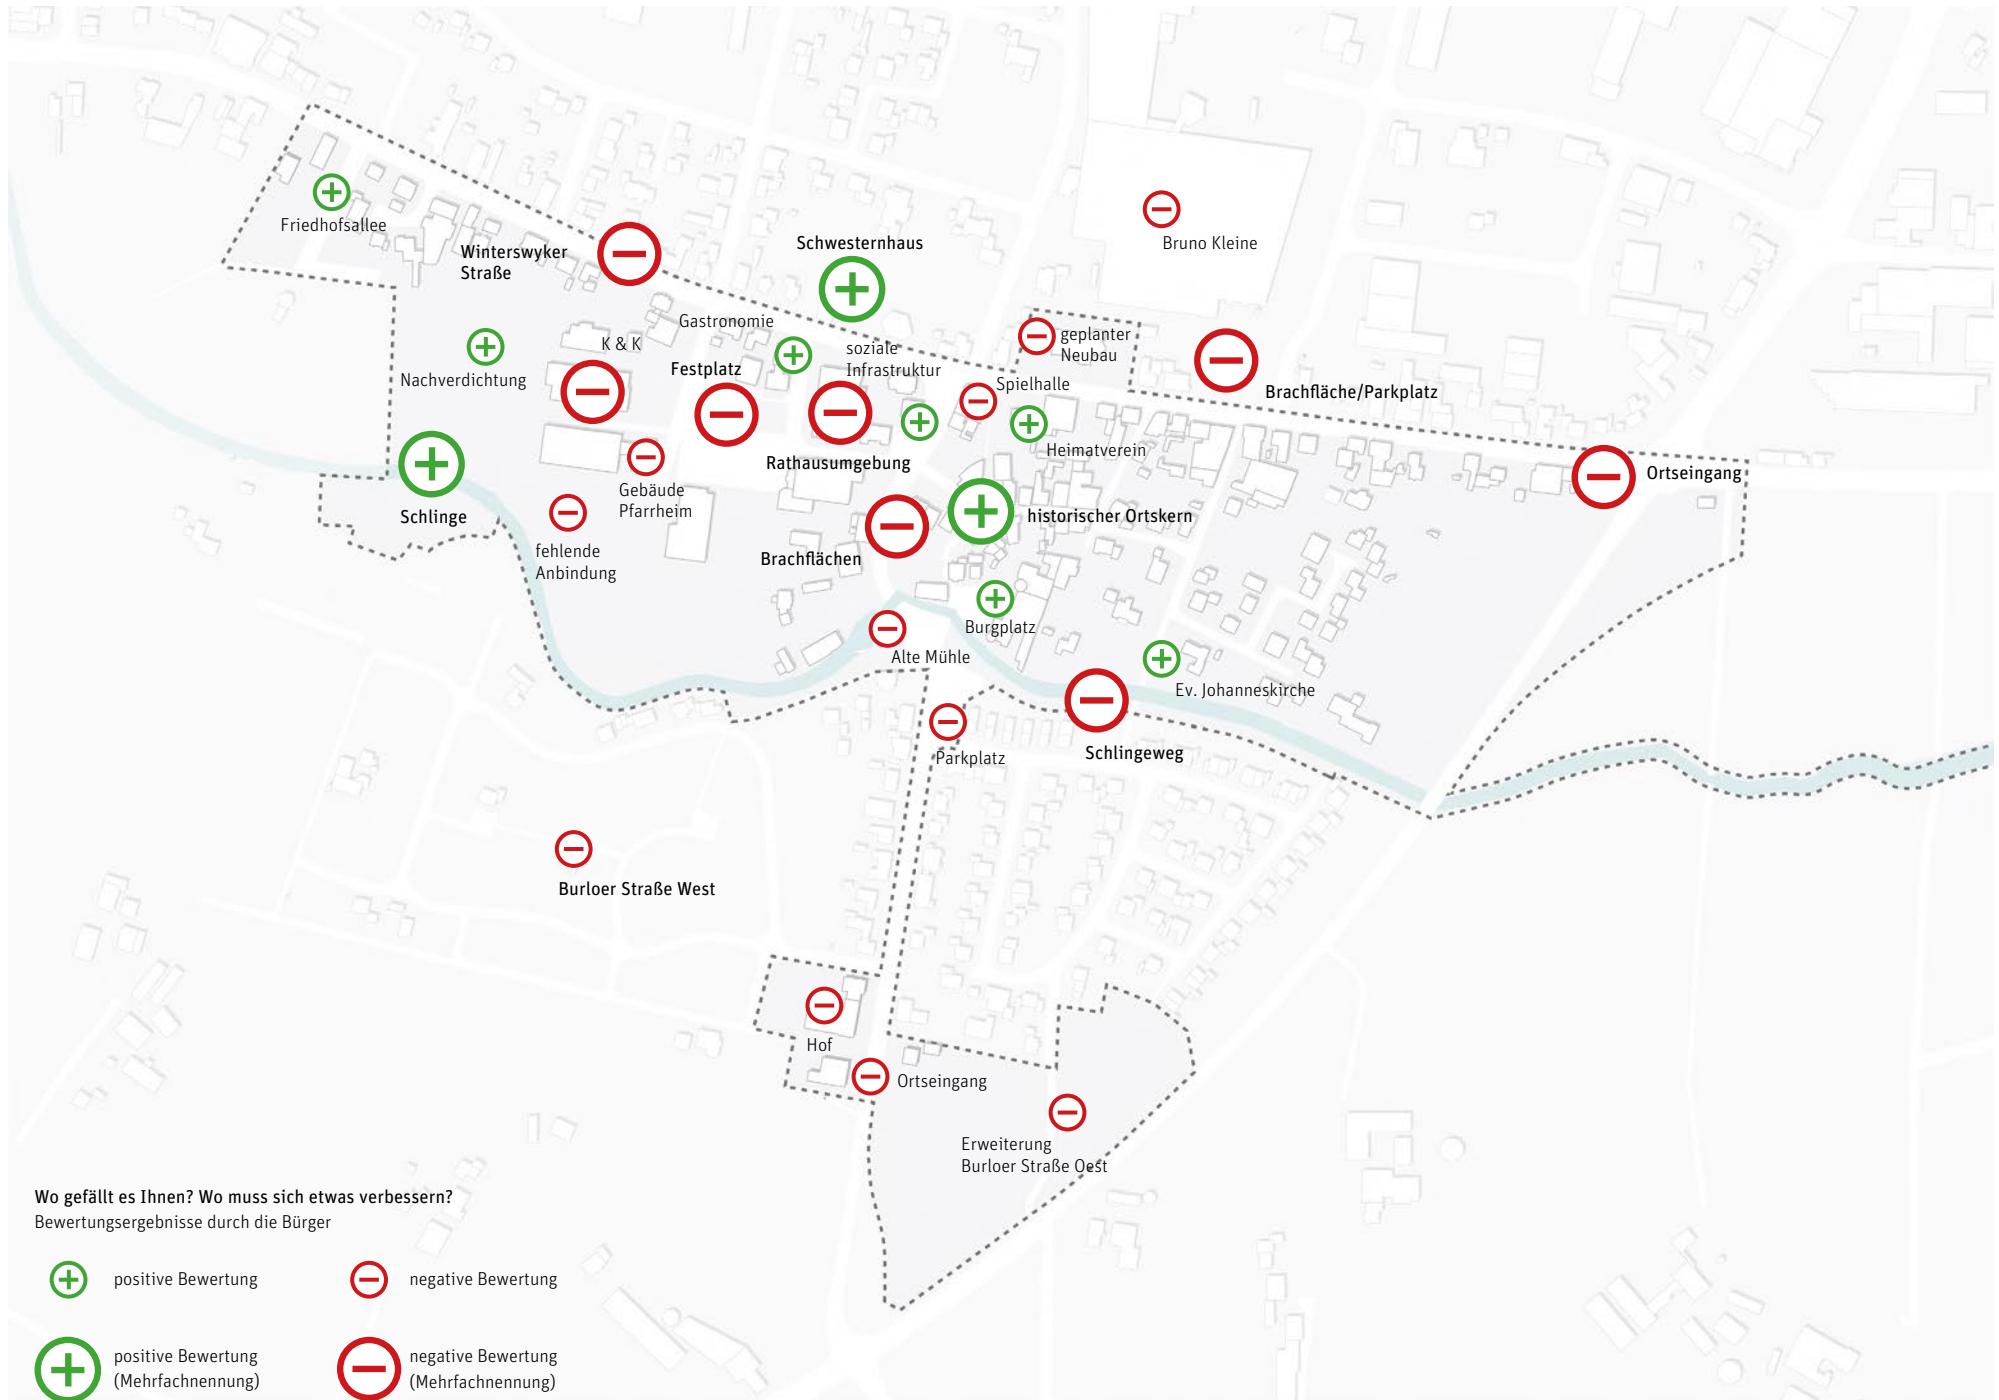 Friedhofsallee
Winterswyker
Straße
Schwesternhaus
Bruno Kleine
Gastronomie
K & K
soziale
Infrastruktur
geplanter
Neubau
Nachverdichtung
Festplatz
Spielhalle
Brachfläche/Parkplatz
Heimatverein
Rathausumgebung
Ortseingang
Gebäude
Pfarrheim
Schlinge
historischer Ortskern
fehlende
Anbindung
Brachflächen
Burgplatz
Alte Mühle
Ev. Johanneskirche
Parkplatz
Schlingeweg
Burloer Straße West
Hof
Ortseingang
Erweiterung
Burloer Straße Oest
Wo gefällt es Ihnen? Wo muss sich etwas verbessern?
Bewertungsergebnisse durch die Bürger
positive Bewertung
negative Bewertung
positive Bewertung
(Mehrfachnennung)
negative Bewertung
(Mehrfachnennung)